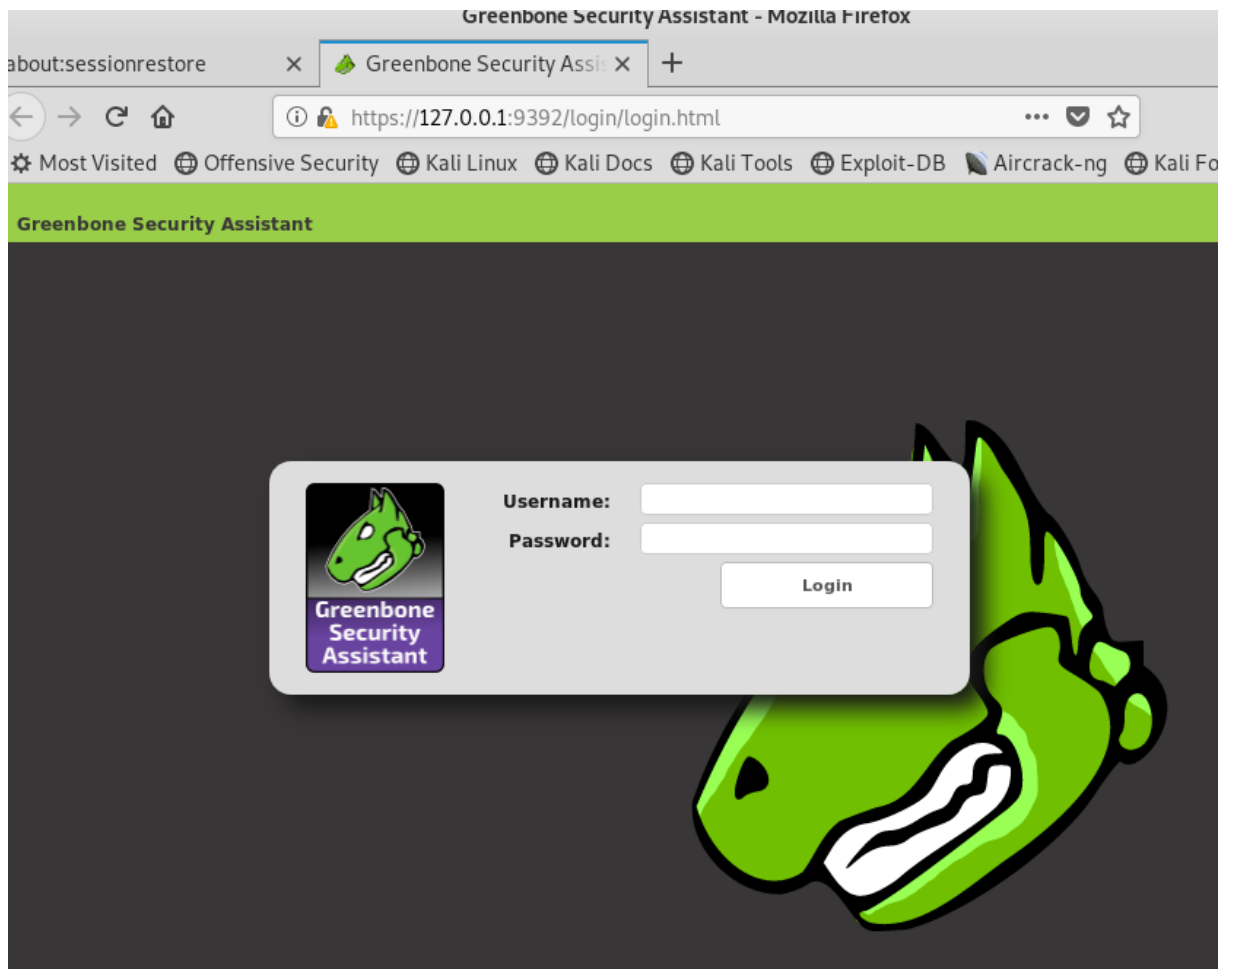 Greenbone Security Assistant - Mozilla Firefox
about:sessionrestore
Greenbone Security Assis
https://127.0.0.1:9392/login/login.html
Most Visited Offensive Security Kali Linux Kali Docs Kali Tools Exploit-DB Aircrack-ng Kali Fo
Greenbone Security Assistant
Username:
Password:
Login
Greenbone
Security
Assistant